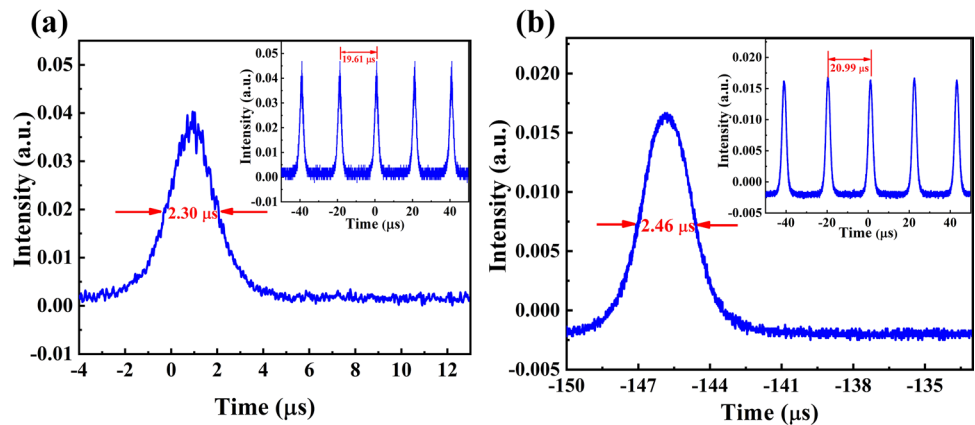 (a)
Intensity (a.u.)
0.05
0.04
0.03
0.02
0.01
0.00
-0.01
-4 -2 0 2 4 6 8 10 12
Time (μs)
2.30 μs
Intensity (a.u.)
0.05
0.04
0.03
0.02
0.01
0.00
-0.01
-40 -20 0 20 40
Time (μs)
19.61 μs
(b)
Intensity (a.u.)
0.020
0.015
0.010
0.005
0.000
-0.005
-150 -147 -144 -141 -138 -135
Time (μs)
2.46 μs
Intensity (a.u.)
0.020
0.015
0.010
0.005
0.000
-0.005
-40 -20 0 20 40
Time (μs)
20.99 μs